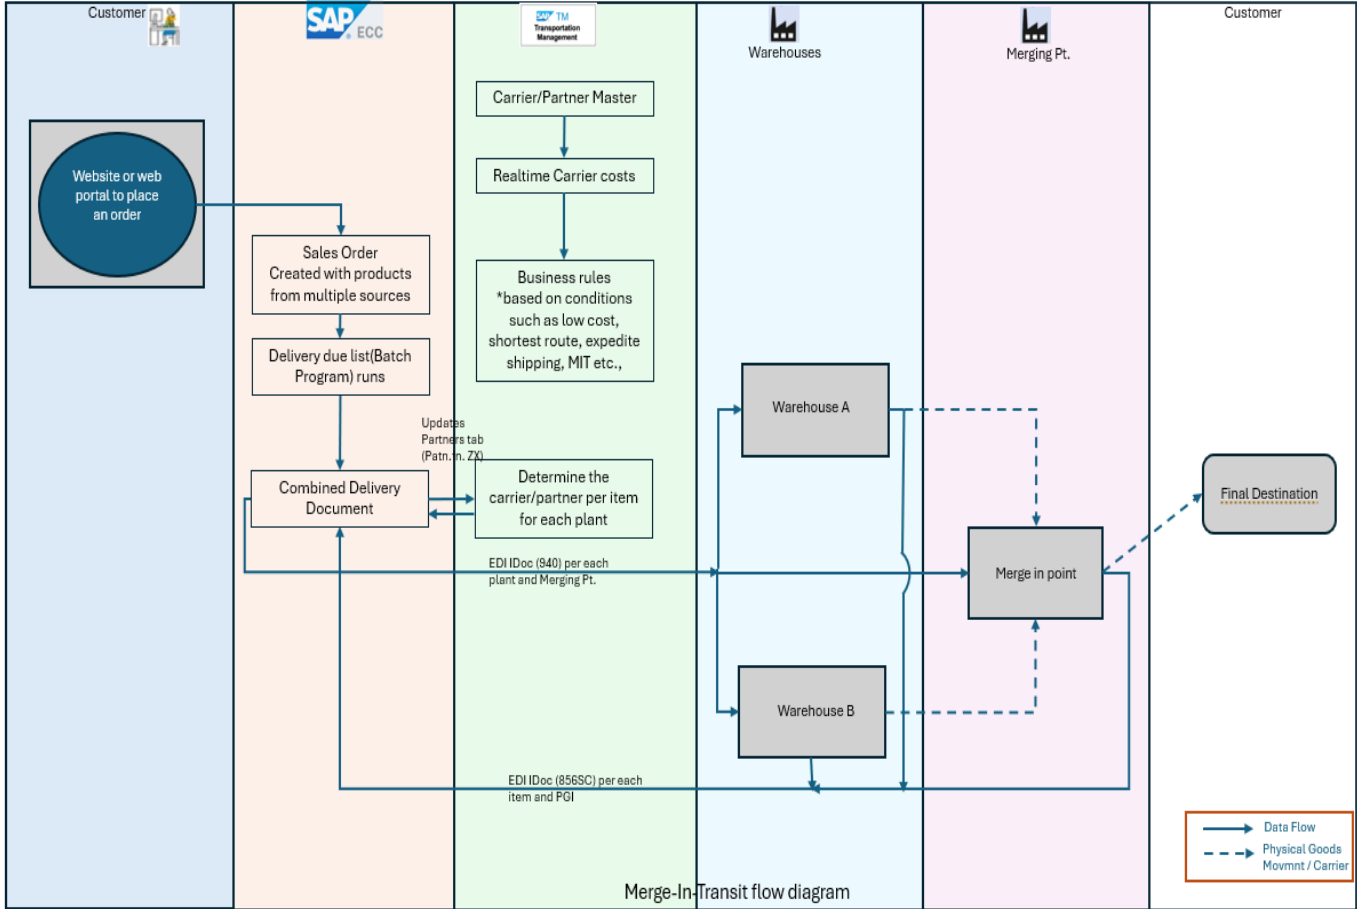 Customer
SAP
ECC
SAP TM
Transportation
Management
Warehouses
Merging Pt.
Customer
Website or web
portal to place
an order
Sales Order
Created with products
from multiple sources
Delivery due list(Batch
Program) runs
Combined Delivery
Document
Updates
Partners tab
(Patn.fn. ZX)
Carrier/Partner Master
Realtime Carrier costs
Business rules
*based on conditions
such as low cost,
shortest route, expedite
shipping, MIT etc.,
Determine the
carrier/partner per item
for each plant
EDI IDoc (940) per each
plant and Merging Pt.
EDI IDoc (856SC) per each
item and PGI
Warehouse A
Warehouse B
Merge in point
Final Destination
Data Flow
Physical Goods
Movmnt / Carrier
Merge-In-Transit flow diagram